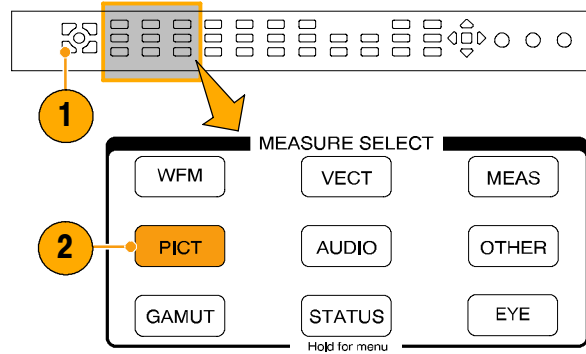 1
MEASURE SELECT
WFM VECT MEAS
2 PICT AUDIO OTHER
GAMUT STATUS EYE
Hold for menu